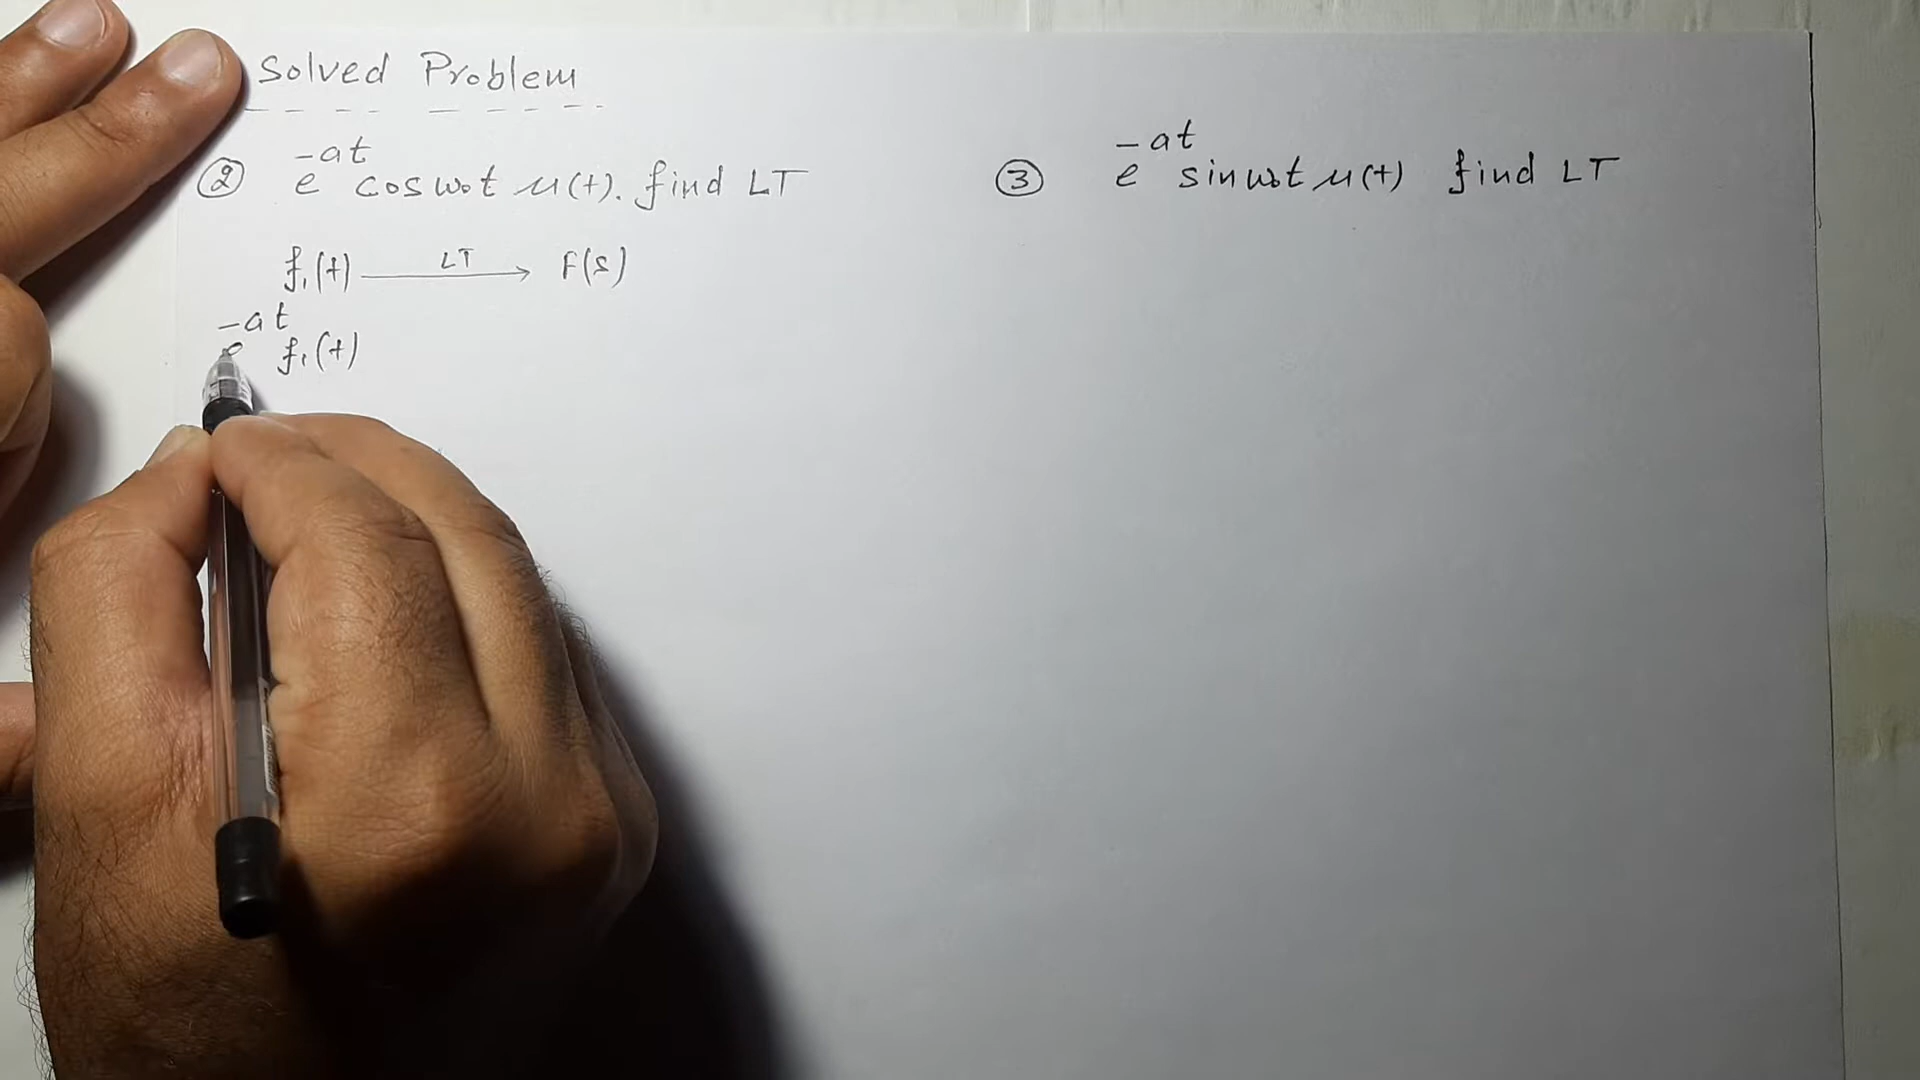 Solved Problem
② e^-at cosω₀t u(t). find LT
f₁(t) LT → F(s)
e^-at f₁(t)
③ e^-at sinω₀t u(t) find LT